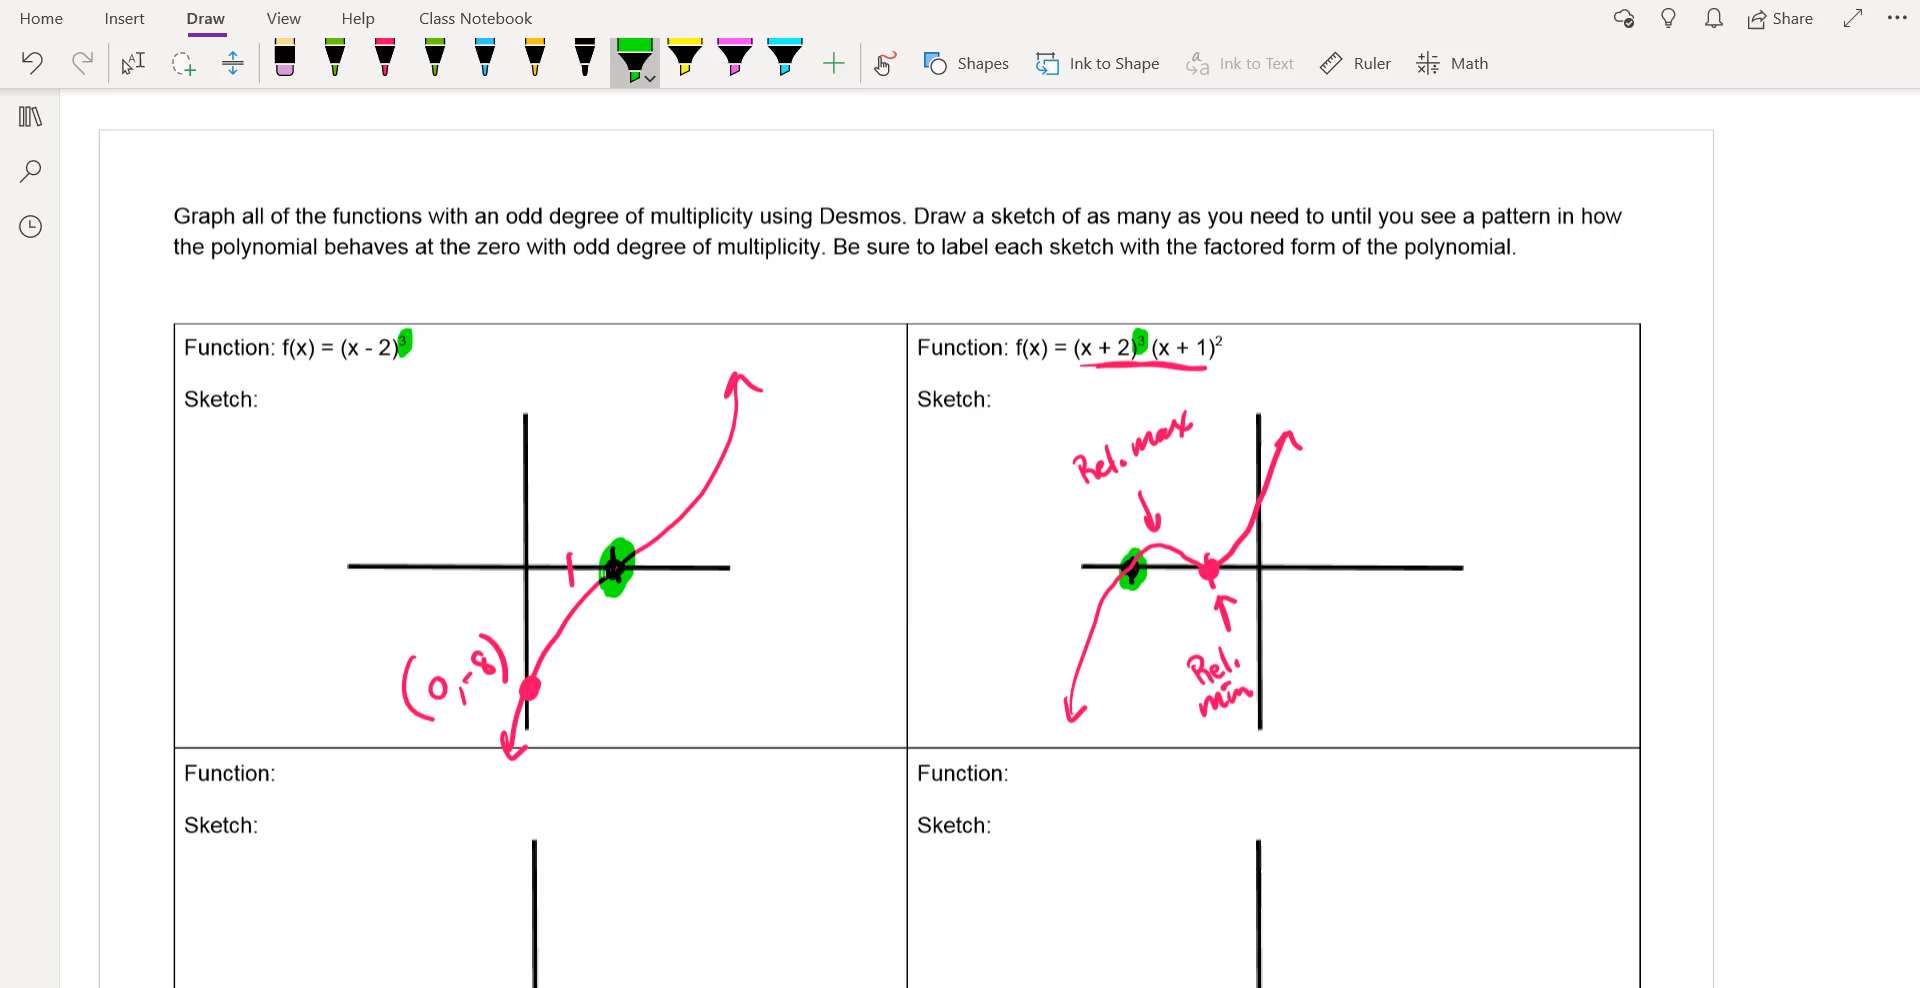 Home Insert Draw View Help Class Notebook Share
Shapes Ink to Shape Ink to Text Ruler Math
Graph all of the functions with an odd degree of multiplicity using Desmos. Draw a sketch of as many as you need to until you see a pattern in how
the polynomial behaves at the zero with odd degree of multiplicity. Be sure to label each sketch with the factored form of the polynomial.
Function: f(x) = (x - 2)³
Sketch:
(0,-8)
Function: f(x) = (x + 2)³ (x + 1)²
Sketch:
Rel. max
Rel.
min
Function:
Sketch:
Function:
Sketch: